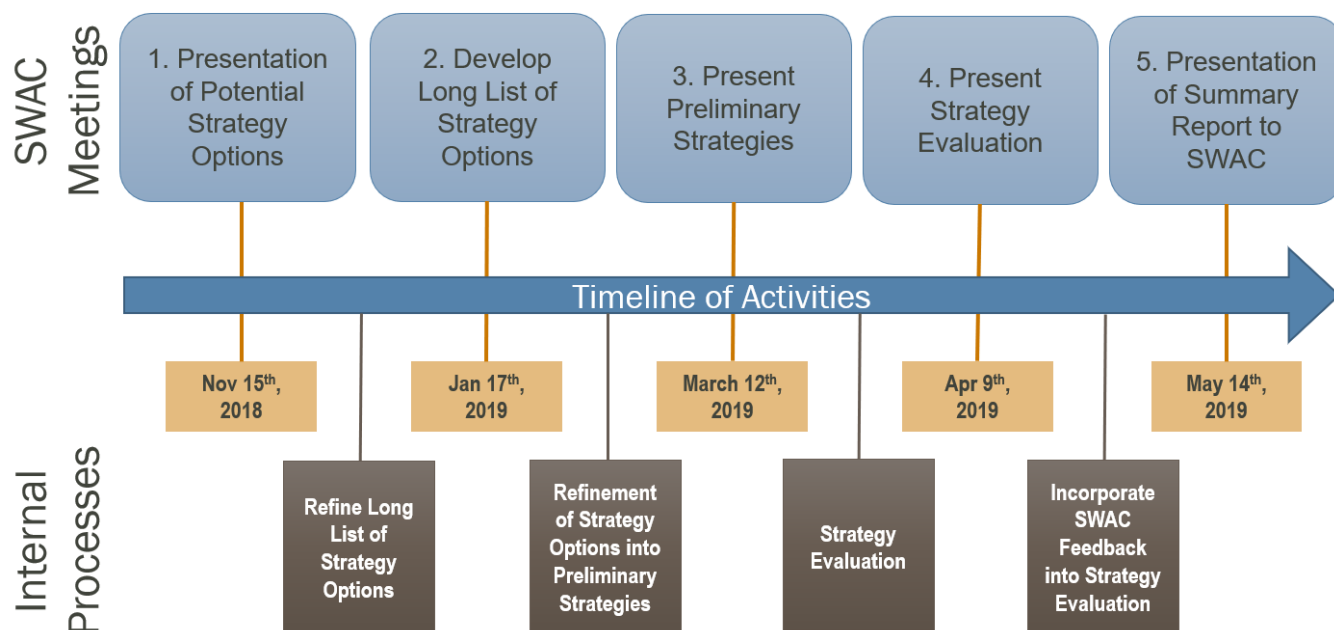 SWAC
Meetings
1. Presentation
of Potential
Strategy
Options
2. Develop
Long List of
Strategy
Options
3. Present
Preliminary
Strategies
4. Present
Strategy
Evaluation
5. Presentation
of Summary
Report to
SWAC
Timeline of Activities
Nov 15th,
2018
Jan 17th,
2019
March 12th,
2019
Apr 9th,
2019
May 14th,
2019
Internal
Processes
Refine Long
List of
Strategy
Options
Refinement
of Strategy
Options into
Preliminary
Strategies
Strategy
Evaluation
Incorporate
SWAC
Feedback
into Strategy
Evaluation